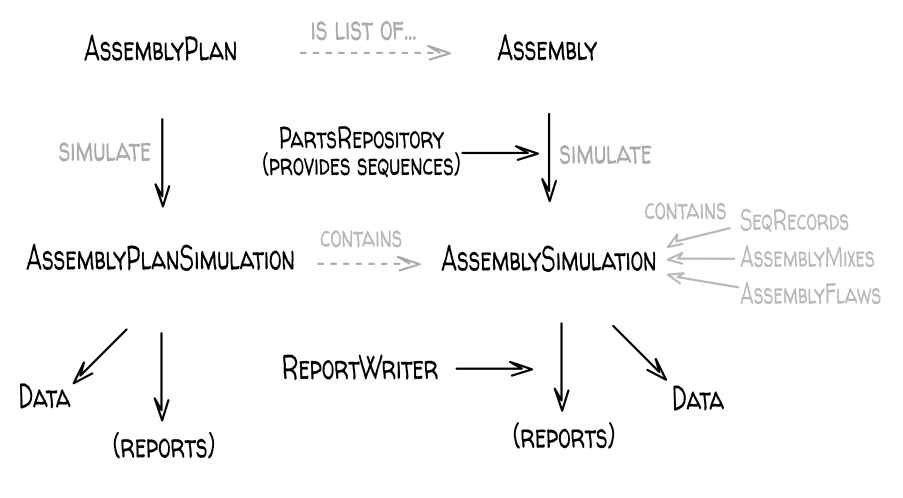 IS LIST OF...
AssemblyPlan
Assembly
PartsRepository
(provides sequences)
simulate
simulate
contains
SeqRecords
contains
AssemblyPlanSimulation
AssemblySimulation
AssemblyMixes
AssemblyFlaws
ReportWriter
Data
Data
(reports)
(reports)